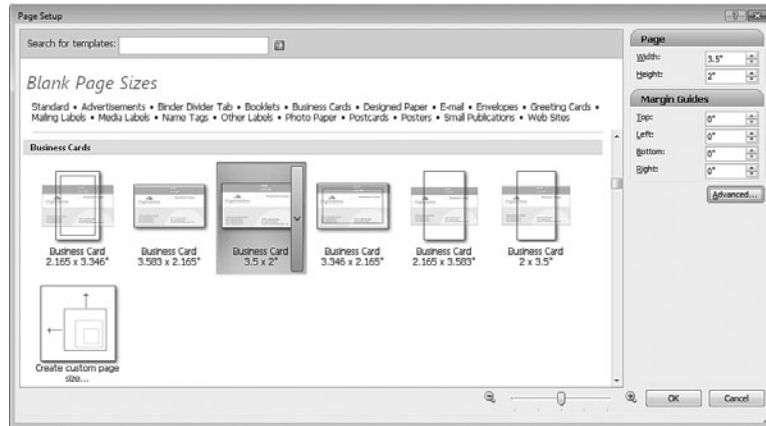 Page Setup
Search for templates:
Blank Page Sizes
Standard • Advertisements • Binder Divider Tab • Booklets • Business Cards • Designed Paper • E-mail • Envelopes • Greeting Cards •
Mailing Labels • Media Labels • Name Tags • Other Labels • Photo Paper • Postcards • Posters • Small Publications • Web Sites
Business Cards
Business Card
2.165 x 3.346"
Business Card
3.583 x 2.165"
Business Card
3.5 x 2"
Business Card
3.346 x 2.165"
Business Card
2.165 x 3.583"
Business Card
2 x 3.5"
Create custom page
size...
Page
Width: 3.5"
Height: 2"
Margin Guides
Top: 0"
Left: 0"
Bottom: 0"
Right: 0"
Advanced...
OK
Cancel